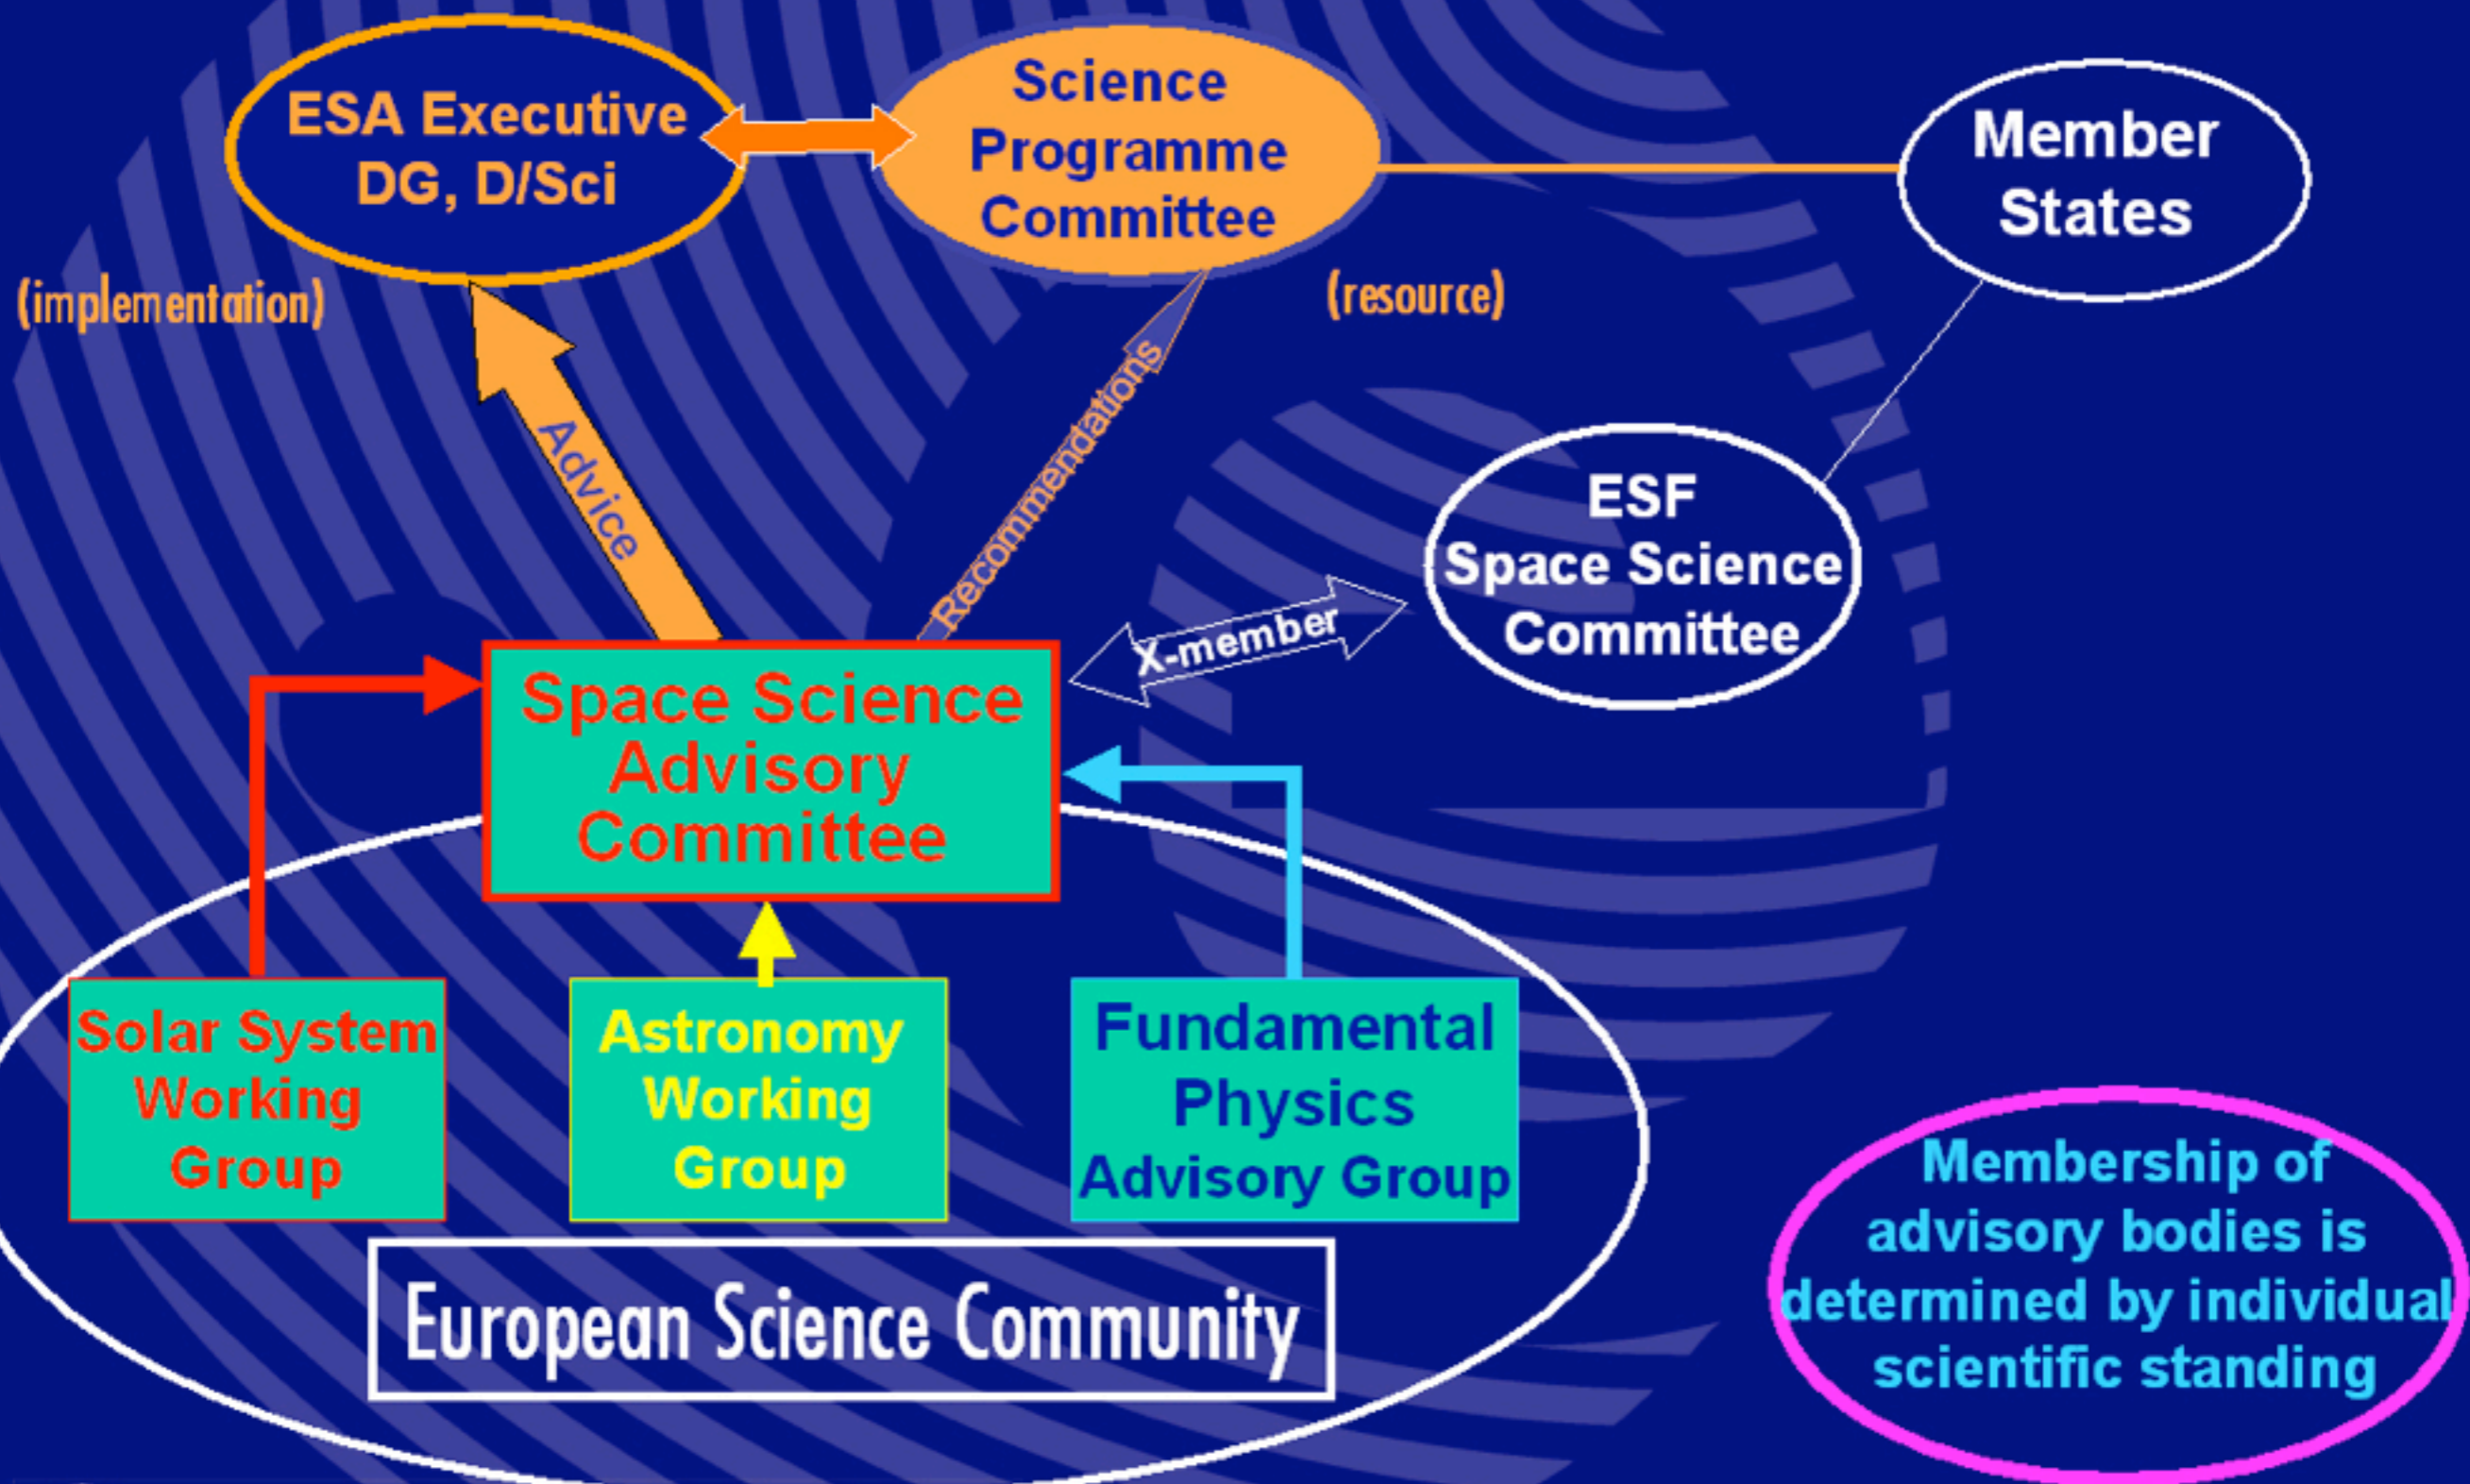 ESA Executive
DG, D/Sci
Science
Programme
Committee
Member
States
(implementation)
(resource)
Advice
Recommendations
X-member
ESF
Space Science
Committee
Space Science
Advisory
Committee
Solar System
Working
Group
Astronomy
Working
Group
Fundamental
Physics
Advisory Group
European Science Community
Membership of
advisory bodies is
determined by individual
scientific standing